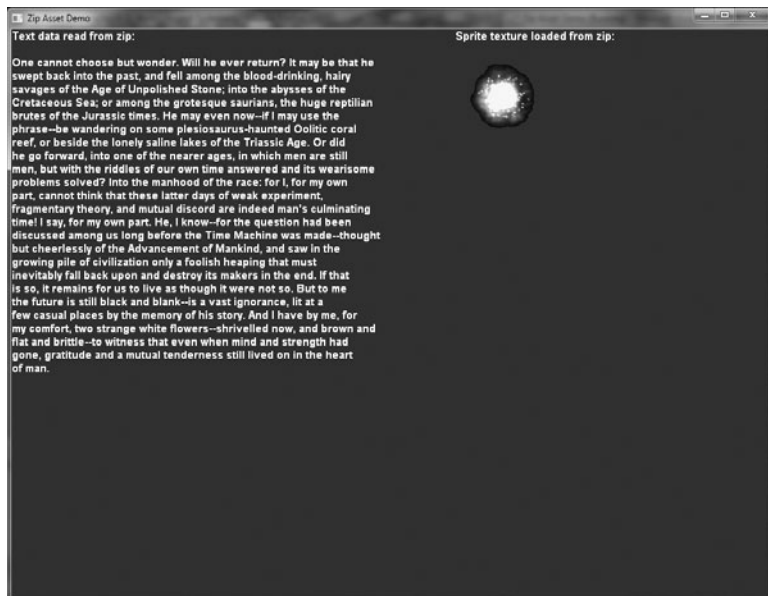 Zip Asset Demo
Text data read from zip:
Sprite texture loaded from zip:
One cannot choose but wonder. Will he ever return? It may be that he
swept back into the past, and fell among the blood-drinking, hairy
savages of the Age of Unpolished Stone; into the abysses of the
Cretaceous Sea; or among the grotesque saurians, the huge reptilian
brutes of the Jurassic times. He may even now--if I may use the
phrase--be wandering on some plesiosaurus-haunted Oolitic coral
reef, or beside the lonely saline lakes of the Triassic Age. Or did
he go forward, into one of the nearer ages, in which men are still
men, but with the riddles of our own time answered and its wearisome
problems solved? Into the manhood of the race: for I, for my own
part, cannot think that these latter days of weak experiment,
fragmentary theory, and mutual discord are indeed man's culminating
time! I say, for my own part. He, I know--for the question had been
discussed among us long before the Time Machine was made--thought
but cheerlessly of the Advancement of Mankind, and saw in the
growing pile of civilization only a foolish heaping that must
inevitably fall back upon and destroy its makers in the end. If that
is so, it remains for us to live as though it were not so. But to me
the future is still black and blank--is a vast ignorance, lit at a
few casual places by the memory of his story. And I have by me, for
my comfort, two strange white flowers--shrivelled now, and brown and
flat and brittle--to witness that even when mind and strength had
gone, gratitude and a mutual tenderness still lived on in the heart
of man.